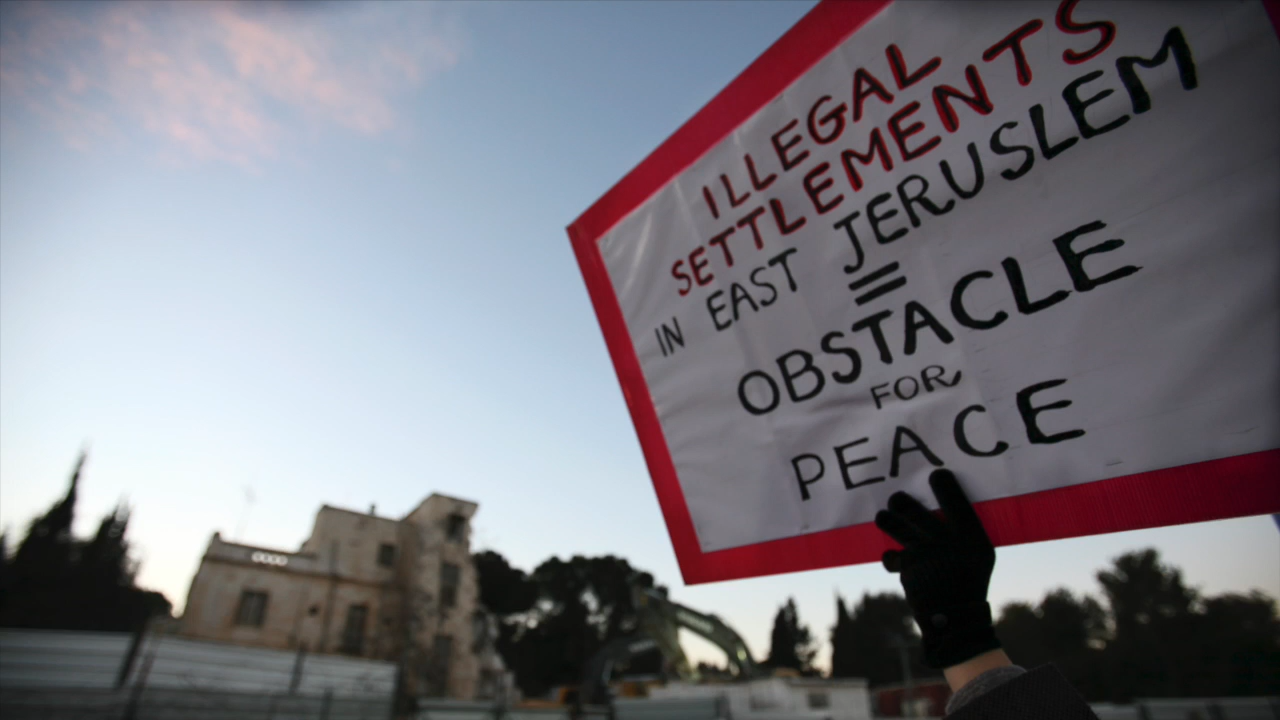 ILLEGAL
SETTLEMENTS
IN EAST JERUSLEM
=
OBSTACLE
FOR
PEACE